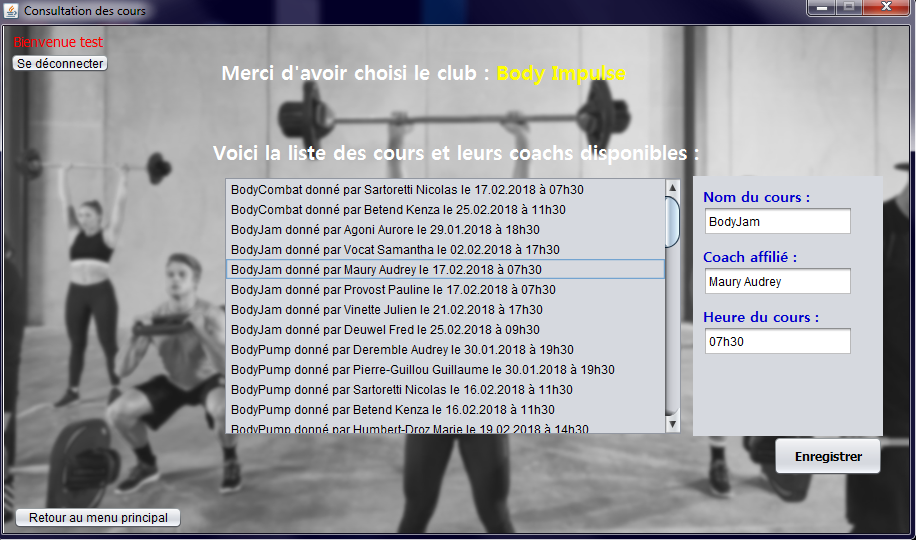 Consultation des cours
Bienvenue test
Se déconnecter
Merci d'avoir choisi le club : Body Impulse
Voici la liste des cours et leurs coachs disponibles :
BodyCombat donné par Sartoretti Nicolas le 17.02.2018 à 07h30
BodyCombat donné par Betend Kenza le 25.02.2018 à 11h30
BodyJam donné par Agoni Aurore le 29.01.2018 à 18h30
BodyJam donné par Vocat Samantha le 02.02.2018 à 17h30
BodyJam donné par Maury Audrey le 17.02.2018 à 07h30
BodyJam donné par Provost Pauline le 17.02.2018 à 07h30
BodyJam donné par Vinette Julien le 21.02.2018 à 17h30
BodyJam donné par Deuwel Fred le 25.02.2018 à 09h30
BodyPump donné par Deremble Audrey le 30.01.2018 à 19h30
BodyPump donné par Pierre-Guillou Guillaume le 30.01.2018 à 19h30
BodyPump donné par Sartoretti Nicolas le 16.02.2018 à 11h30
BodyPump donné par Betend Kenza le 16.02.2018 à 11h30
BodyPump donné par Humbert-Droz Marie le 19.02.2018 à 14h30
Nom du cours :
BodyJam
Coach affilié :
Maury Audrey
Heure du cours :
07h30
Enregistrer
Retour au menu principal